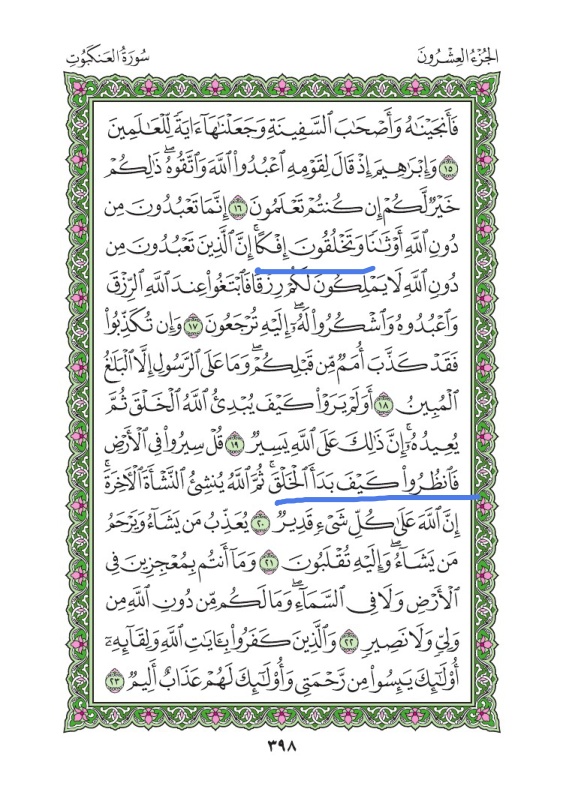 الجُزْءُ العِشْرُونَ
سُورَةُ العَنكَبُوتِ
فَأَنجَيْنَٰهُ وَأَصْحَٰبَ ٱلسَّفِينَةِ وَجَعَلْنَٰهَآ ءَايَةً لِّلْعَٰلَمِينَ
١٥ وَإِبْرَٰهِيمَ إِذْ قَالَ لِقَوْمِهِ ٱعْبُدُوا۟ ٱللَّهَ وَٱتَّقُوهُ ۖ ذَٰلِكُمْ
خَيْرٌ لَّكُمْ إِن كُنتُمْ تَعْلَمُونَ ١٦ إِنَّمَا تَعْبُدُونَ مِن
دُونِ ٱللَّهِ أَوْثَٰنًا وَتَخْلُقُونَ إِفْكًا ۚ إِنَّ ٱلَّذِينَ تَعْبُدُونَ مِن
دُونِ ٱللَّهِ لَا يَمْلِكُونَ لَكُمْ رِزْقًا فَٱبْتَغُوا۟ عِندَ ٱللَّهِ ٱلرِّزْقَ
وَٱعْبُدُوهُ وَٱشْكُرُوا۟ لَهُۥٓ ۖ إِلَيْهِ تُرْجَعُونَ ١٧ وَإِن تُكَذِّبُوا۟
فَقَدْ كَذَّبَ أُمَمٌ مِّن قَبْلِكُمْ ۖ وَمَا عَلَى ٱلرَّسُولِ إِلَّا ٱلْبَلَٰغُ
ٱلْمُبِينُ ١٨ أَوَلَمْ يَرَوْا۟ كَيْفَ يُبْدِئُ ٱللَّهُ ٱلْخَلْقَ ثُمَّ
يُعِيدُهُۥٓ ۚ إِنَّ ذَٰلِكَ عَلَى ٱللَّهِ يَسِيرٌ ١٩ قُلْ سِيرُوا۟ فِى ٱلْأَرْضِ
فَٱنظُرُوا۟ كَيْفَ بَدَأَ ٱلْخَلْقَ ۚ ثُمَّ ٱللَّهُ يُنشِئُ ٱلنَّشْأَةَ ٱلْءَاخِرَةَ ۚ
إِنَّ ٱللَّهَ عَلَىٰ كُلِّ شَىْءٍ قَدِيرٌ ٢٠ يُعَذِّبُ مَن يَشَآءُ وَيَرْحَمُ
مَن يَشَآءُ ۖ وَإِلَيْهِ تُقْلَبُونَ ٢١ وَمَآ أَنتُم بِمُعْجِزِينَ فِى
ٱلْأَرْضِ وَلَا فِى ٱلسَّمَآءِ ۖ وَمَا لَكُم مِّن دُونِ ٱللَّهِ مِن
وَلِىٍّ وَلَا نَصِيرٍ ٢٢ وَٱلَّذِينَ كَفَرُوا۟ بِـَٔايَٰتِ ٱللَّهِ وَلِقَآئِهِۦٓ
أُو۟لَٰٓئِكَ يَئِسُوا۟ مِن رَّحْمَتِى وَأُو۟لَٰٓئِكَ لَهُمْ عَذَابٌ أَلِيمٌ ٢٣
٣٩٨